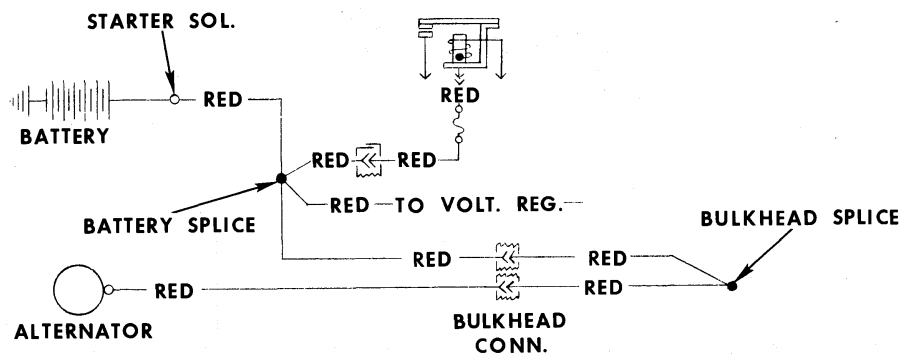 STARTER SOL.
RED
RED
BATTERY
RED
RED
RED
TO VOLT. REG.
BATTERY SPLICE
BULKHEAD SPLICE
RED
RED
RED
RED
ALTERNATOR
BULKHEAD
CONN.